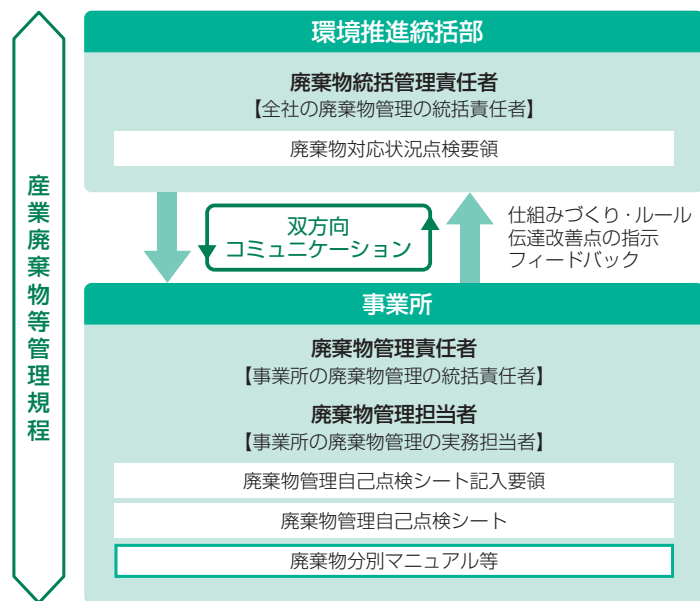 産業廃棄物等管理規程
環境推進統括部
廃棄物統括管理責任者
【全社の廃棄物管理の統括責任者】
廃棄物対応状況点検要領
双方向
コミュニケーション
仕組みづくり・ルール
伝達改善点の指示
フィードバック
事業所
廃棄物管理責任者
【事業所の廃棄物管理の統括責任者】
廃棄物管理担当者
【事業所の廃棄物管理の実務担当者】
廃棄物管理自己点検シート記入要領
廃棄物管理自己点検シート
廃棄物分別マニュアル等